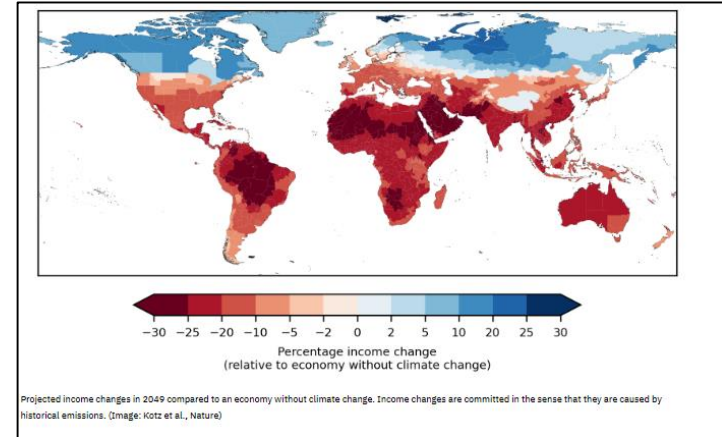 −30 −25 −20 −10 −5 −2 0 2 5 10 20 25 30
Percentage income change
(relative to economy without climate change)
Projected income changes in 2049 compared to an economy without climate change. Income changes are committed in the sense that they are caused by
historical emissions. (Image: Kotz et al., Nature)